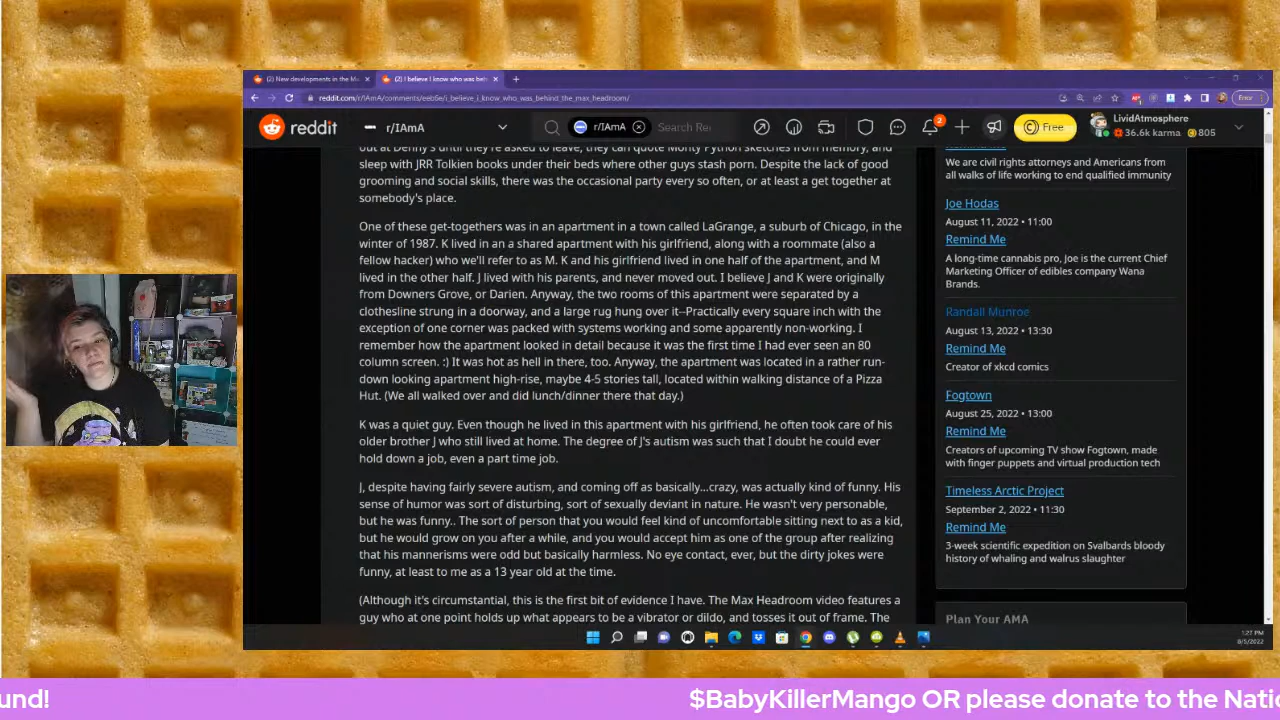 (2) New developments in the M
(2) I believe I know who was beh
reddit.com/r/IAmA/comments/eeb6e/i_believe_i_know_who_was_behind_the_max_headroom/
Error
reddit
r/IAmA
r/IAmA
Search Re
2
Free
LividAtmosphere
36.6k karma
805
out at Denny's until they're asked to leave, they can quote Monty Python sketches from memory, and
sleep with JRR Tolkien books under their beds where other guys stash porn. Despite the lack of good
grooming and social skills, there was the occasional party every so often, or at least a get together at
somebody's place.
One of these get-togethers was in an apartment in a town called LaGrange, a suburb of Chicago, in the
winter of 1987. K lived in an a shared apartment with his girlfriend, along with a roommate (also a
fellow hacker) who we'll refer to as M. K and his girlfriend lived in one half of the apartment, and M
lived in the other half. J lived with his parents, and never moved out. I believe J and K were originally
from Downers Grove, or Darien. Anyway, the two rooms of this apartment were separated by a
clothesline strung in a doorway, and a large rug hung over it--Practically every square inch with the
exception of one corner was packed with systems working and some apparently non-working. I
remember how the apartment looked in detail because it was the first time I had ever seen an 80
column screen. :) It was hot as hell in there, too. Anyway, the apartment was located in a rather run-
down looking apartment high-rise, maybe 4-5 stories tall, located within walking distance of a Pizza
Hut. (We all walked over and did lunch/dinner there that day.)
K was a quiet guy. Even though he lived in this apartment with his girlfriend, he often took care of his
older brother J who still lived at home. The degree of J's autism was such that I doubt he could ever
hold down a job, even a part time job.
J, despite having fairly severe autism, and coming off as basically...crazy, was actually kind of funny. His
sense of humor was sort of disturbing, sort of sexually deviant in nature. He wasn't very personable,
but he was funny.. The sort of person that you would feel kind of uncomfortable sitting next to as a kid,
but he would grow on you after a while, and you would accept him as one of the group after realizing
that his mannerisms were odd but basically harmless. No eye contact, ever, but the dirty jokes were
funny, at least to me as a 13 year old at the time.
(Although it's circumstantial, this is the first bit of evidence I have. The Max Headroom video features a
guy who at one point holds up what appears to be a vibrator or dildo, and tosses it out of frame. The
Remind Me
We are civil rights attorneys and Americans from
all walks of life working to end qualified immunity
Joe Hodas
August 11, 2022 • 11:00
Remind Me
A long-time cannabis pro, Joe is the current Chief
Marketing Officer of edibles company Wana
Brands.
Randall Munroe
August 13, 2022 • 13:30
Remind Me
Creator of xkcd comics
Fogtown
August 25, 2022 • 13:00
Remind Me
Creators of upcoming TV show Fogtown, made
with finger puppets and virtual production tech
Timeless Arctic Project
September 2, 2022 • 11:30
Remind Me
3-week scientific expedition on Svalbards bloody
history of whaling and walrus slaughter
Plan Your AMA
1:27 PM
8/5/2022
und!
$BabyKillerMango OR please donate to the Natio